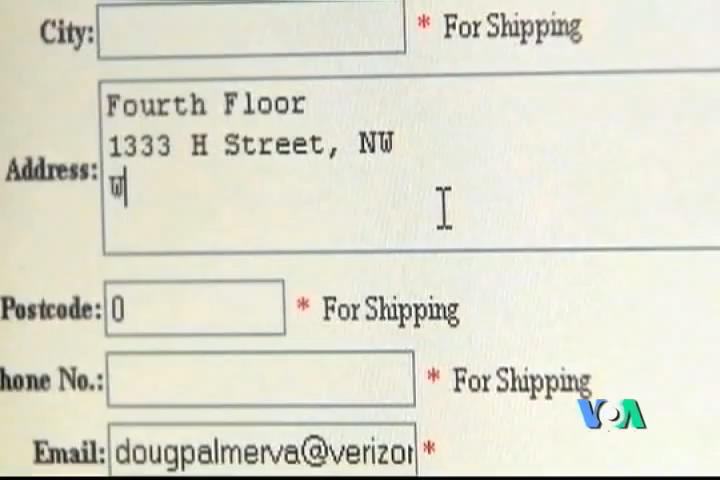 City: * For Shipping
Fourth Floor
1333 H Street, NW
Address:
W
Postcode: 0 * For Shipping
hone No.: * For Shipping
VOA
Email: dougpalmerva@verizon *